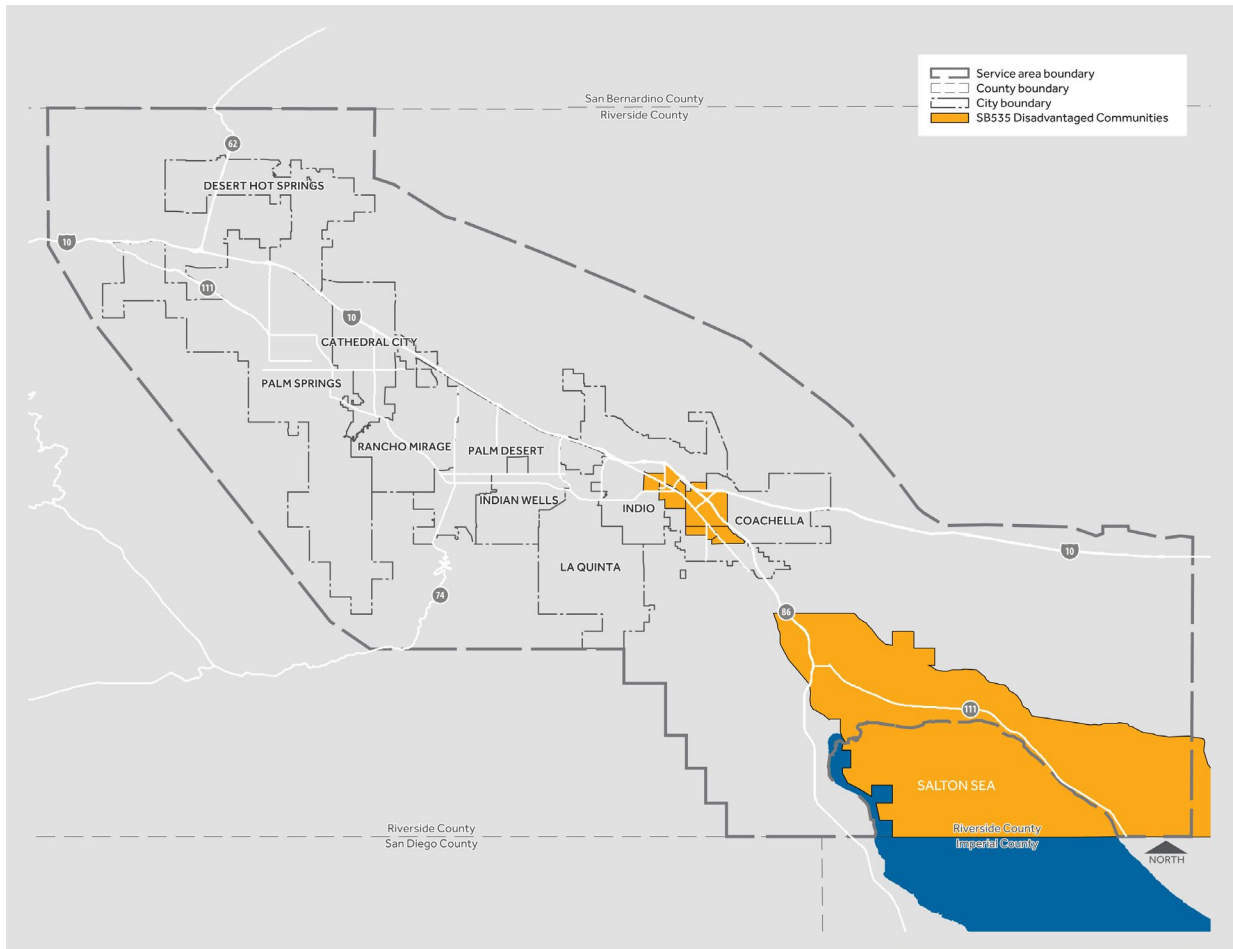 Service area boundary
County boundary
City boundary
SB535 Disadvantaged Communities
San Bernardino County
Riverside County
62
DESERT HOT SPRINGS
10
111
10
CATHEDRAL CITY
PALM SPRINGS
RANCHO MIRAGE
PALM DESERT
INDIAN WELLS
INDIO
COACHELLA
10
LA QUINTA
74
86
111
SALTON SEA
Riverside County
San Diego County
Riverside County
Imperial County
NORTH